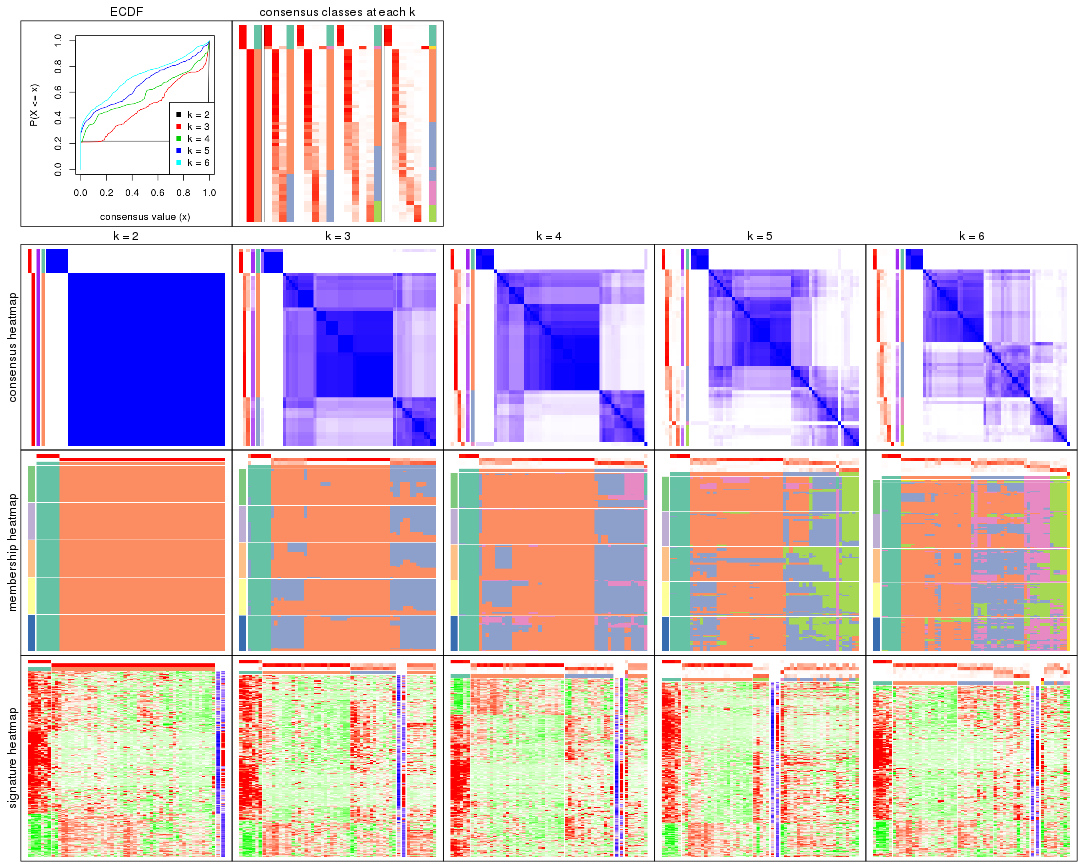 ECDF
consensus classes at each k
P(X <= x)
0.0 0.2 0.4 0.6 0.8 1.0
k = 2
k = 3
k = 4
k = 5
k = 6
0.0 0.2 0.4 0.6 0.8 1.0
consensus value (x)
k = 2 k = 3 k = 4 k = 5 k = 6
consensus heatmap
membership heatmap
signature heatmap